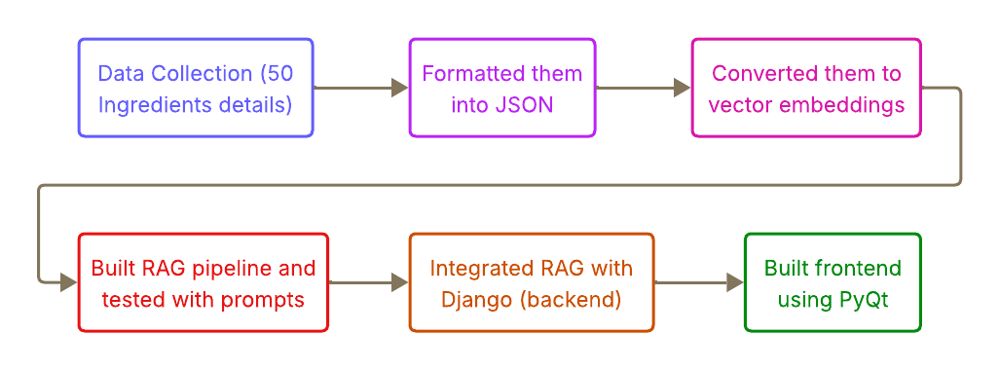 Data Collection (50
Ingredients details)
Formatted them
into JSON
Converted them to
vector embeddings
Built RAG pipeline and
tested with prompts
Integrated RAG with
Django (backend)
Built frontend
using PyQt